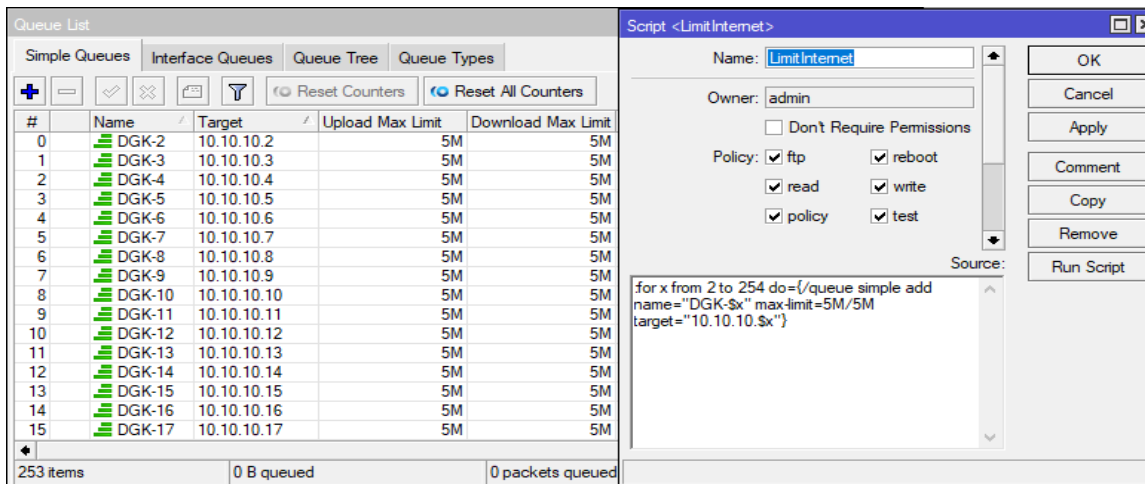 Queue List
Simple Queues Interface Queues Queue Tree Queue Types
Reset Counters Reset All Counters
# Name Target Upload Max Limit Download Max Limit
0 DGK-2 10.10.10.2 5M 5M
1 DGK-3 10.10.10.3 5M 5M
2 DGK-4 10.10.10.4 5M 5M
3 DGK-5 10.10.10.5 5M 5M
4 DGK-6 10.10.10.6 5M 5M
5 DGK-7 10.10.10.7 5M 5M
6 DGK-8 10.10.10.8 5M 5M
7 DGK-9 10.10.10.9 5M 5M
8 DGK-10 10.10.10.10 5M 5M
9 DGK-11 10.10.10.11 5M 5M
10 DGK-12 10.10.10.12 5M 5M
11 DGK-13 10.10.10.13 5M 5M
12 DGK-14 10.10.10.14 5M 5M
13 DGK-15 10.10.10.15 5M 5M
14 DGK-16 10.10.10.16 5M 5M
15 DGK-17 10.10.10.17 5M 5M
253 items 0 B queued 0 packets queued
Script <LimitInternet>
Name: LimitInternet
Owner: admin
Don't Require Permissions
Policy: ftp reboot
read write
policy test
Source:
:for x from 2 to 254 do={/queue simple add
name="DGK-$x" max-limit=5M/5M
target="10.10.10.$x"}
OK
Cancel
Apply
Comment
Copy
Remove
Run Script